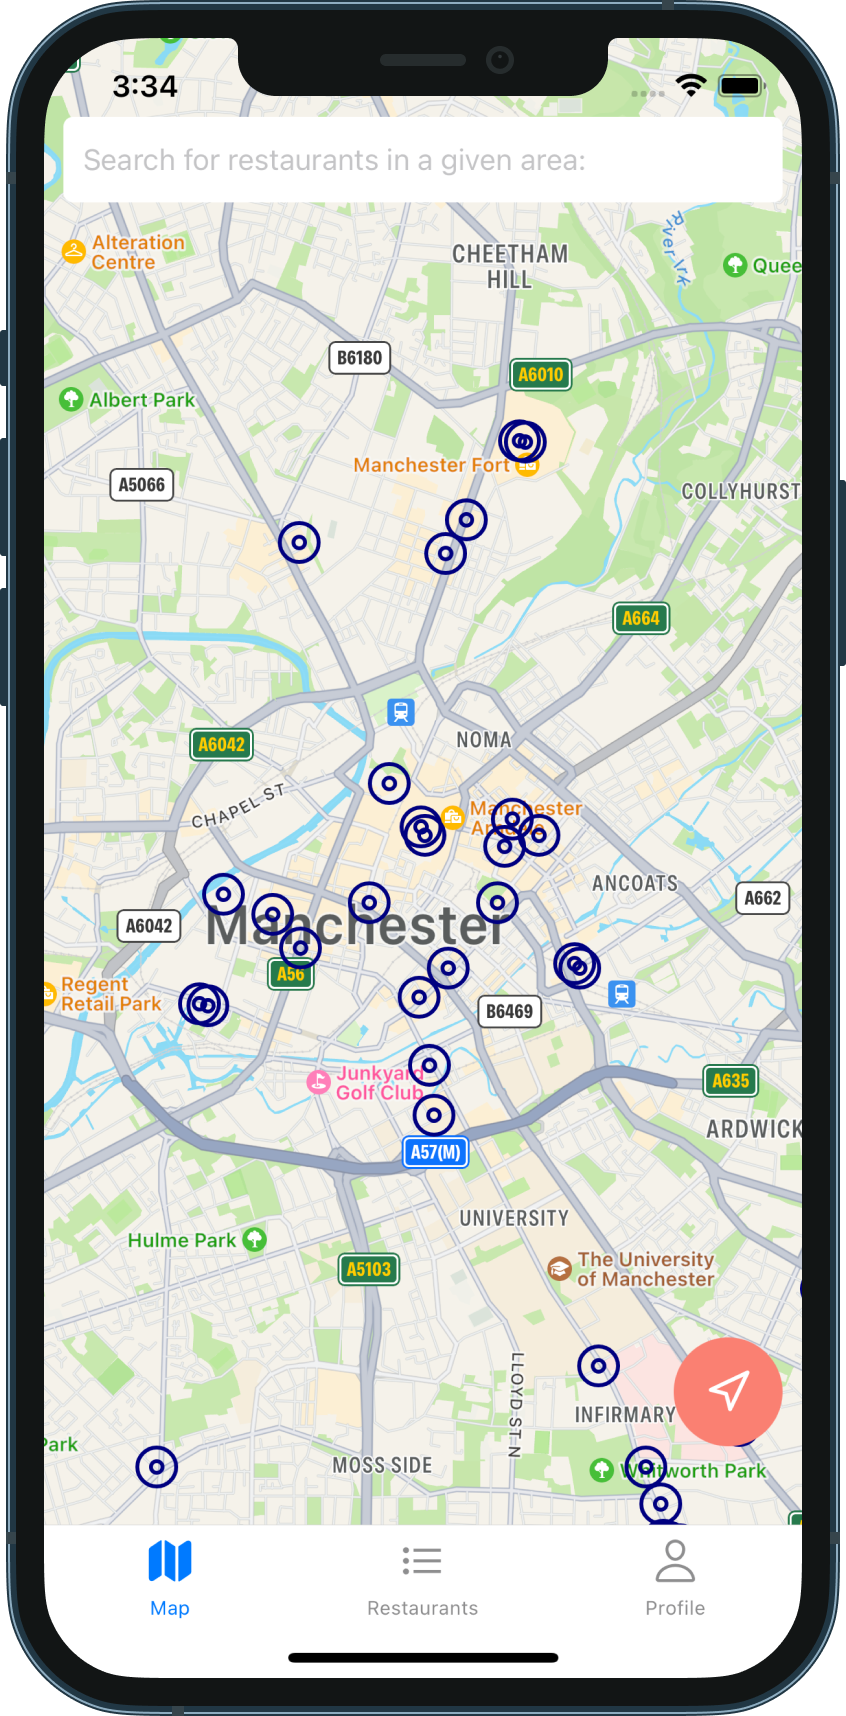 3:34
Search for restaurants in a given area:
Alteration
Centre
CHEETHAM
HILL
River Irk
Quee
B6180
A6010
Albert Park
Manchester Fort
A5066
COLLYHURST
A664
A6042
NOMA
CHAPEL ST
Manchester
ANCOATS
A662
A6042
Manchester
A56
Regent
Retail Park
B6469
Junkyard
Golf Club
A635
ARDWICK
A57(M)
UNIVERSITY
Hulme Park
A5103
The University
of Manchester
LLOYD ST N
INFIRMARY
Park
MOSS SIDE
Whitworth Park
Map
Restaurants
Profile